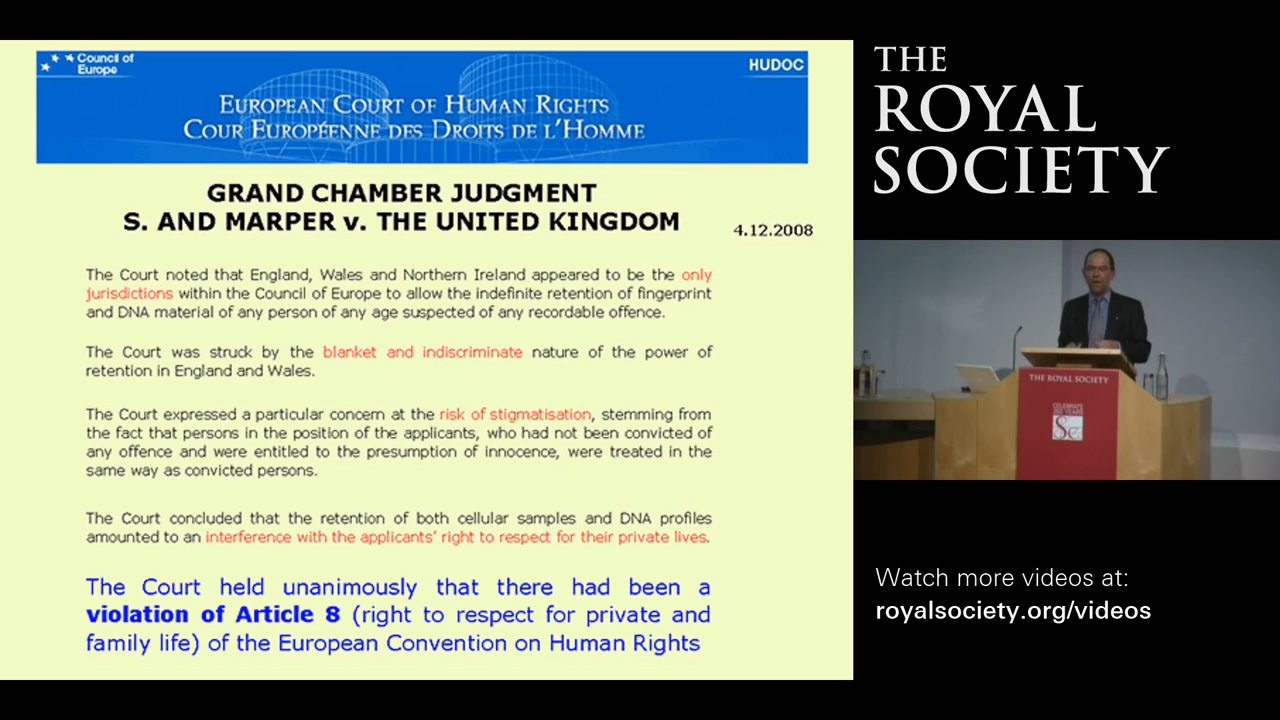 Council of
Europe
HUDOC
EUROPEAN COURT OF HUMAN RIGHTS
COUR EUROPÉENNE DES DROITS DE L'HOMME
GRAND CHAMBER JUDGMENT
S. AND MARPER v. THE UNITED KINGDOM
4.12.2008
The Court noted that England, Wales and Northern Ireland appeared to be the only
jurisdictions within the Council of Europe to allow the indefinite retention of fingerprint
and DNA material of any person of any age suspected of any recordable offence.
The Court was struck by the blanket and indiscriminate nature of the power of
retention in England and Wales.
The Court expressed a particular concern at the risk of stigmatisation, stemming from
the fact that persons in the position of the applicants, who had not been convicted of
any offence and were entitled to the presumption of innocence, were treated in the
same way as convicted persons.
The Court concluded that the retention of both cellular samples and DNA profiles
amounted to an interference with the applicants' right to respect for their private lives.
The Court held unanimously that there had been a
violation of Article 8 (right to respect for private and
family life) of the European Convention on Human Rights
THE
ROYAL
SOCIETY
THE ROYAL SOCIETY
CELEBRATE
350 YEARS
Watch more videos at:
royalsociety.org/videos